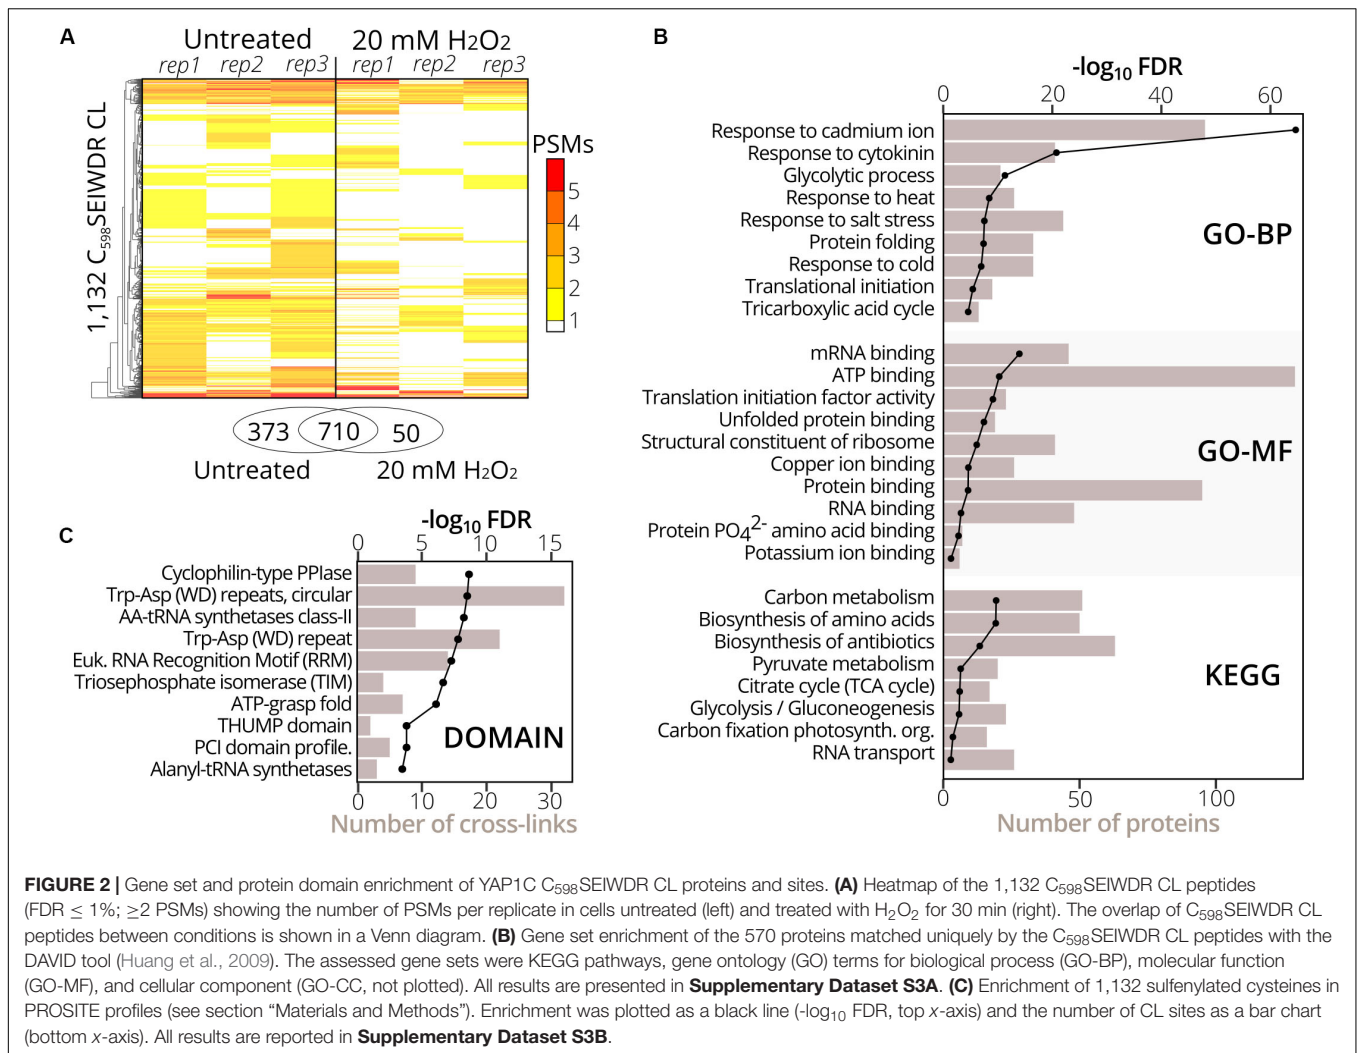 A
Untreated
20 mM H2O2
rep1 rep2 rep3 rep1 rep2 rep3
1,132 C598SEIWDR CL
PSMs
5
4
3
2
1
373 710 50
Untreated
20 mM H2O2
B
-log10 FDR
0 20 40 60
Response to cadmium ion
Response to cytokinin
Glycolytic process
Response to heat
Response to salt stress
Protein folding
Response to cold
Translational initiation
Tricarboxylic acid cycle
GO-BP
mRNA binding
ATP binding
Translation initiation factor activity
Unfolded protein binding
Structural constituent of ribosome
Copper ion binding
Protein binding
RNA binding
Protein PO4 2- amino acid binding
Potassium ion binding
GO-MF
Carbon metabolism
Biosynthesis of amino acids
Biosynthesis of antibiotics
Pyruvate metabolism
Citrate cycle (TCA cycle)
Glycolysis / Gluconeogenesis
Carbon fixation photosynth. org.
RNA transport
KEGG
0 50 100
Number of proteins
C
-log10 FDR
0 5 10 15
Cyclophilin-type PPIase
Trp-Asp (WD) repeats, circular
AA-tRNA synthetases class-II
Trp-Asp (WD) repeat
Euk. RNA Recognition Motif (RRM)
Triosephosphate isomerase (TIM)
ATP-grasp fold
THUMP domain
PCI domain profile.
Alanyl-tRNA synthetases
DOMAIN
0 10 20 30
Number of cross-links
FIGURE 2 | Gene set and protein domain enrichment of YAP1C C598SEIWDR CL proteins and sites. (A) Heatmap of the 1,132 C598SEIWDR CL peptides
(FDR ≤ 1%; ≥2 PSMs) showing the number of PSMs per replicate in cells untreated (left) and treated with H2O2 for 30 min (right). The overlap of C598SEIWDR CL
peptides between conditions is shown in a Venn diagram. (B) Gene set enrichment of the 570 proteins matched uniquely by the C598SEIWDR CL peptides with the
DAVID tool (Huang et al., 2009). The assessed gene sets were KEGG pathways, gene ontology (GO) terms for biological process (GO-BP), molecular function
(GO-MF), and cellular component (GO-CC, not plotted). All results are presented in Supplementary Dataset S3A. (C) Enrichment of 1,132 sulfenylated cysteines in
PROSITE profiles (see section “Materials and Methods”). Enrichment was plotted as a black line (-log10 FDR, top x-axis) and the number of CL sites as a bar chart
(bottom x-axis). All results are reported in Supplementary Dataset S3B.